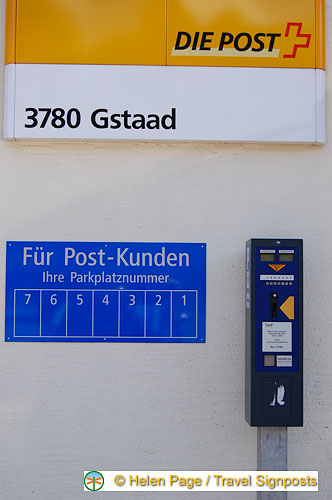 DIE POST
3780 Gstaad
Für Post-Kunden
Ihre Parkplatznummer
7 6 5 4 3 2 1
© Helen Page / Travel Signposts